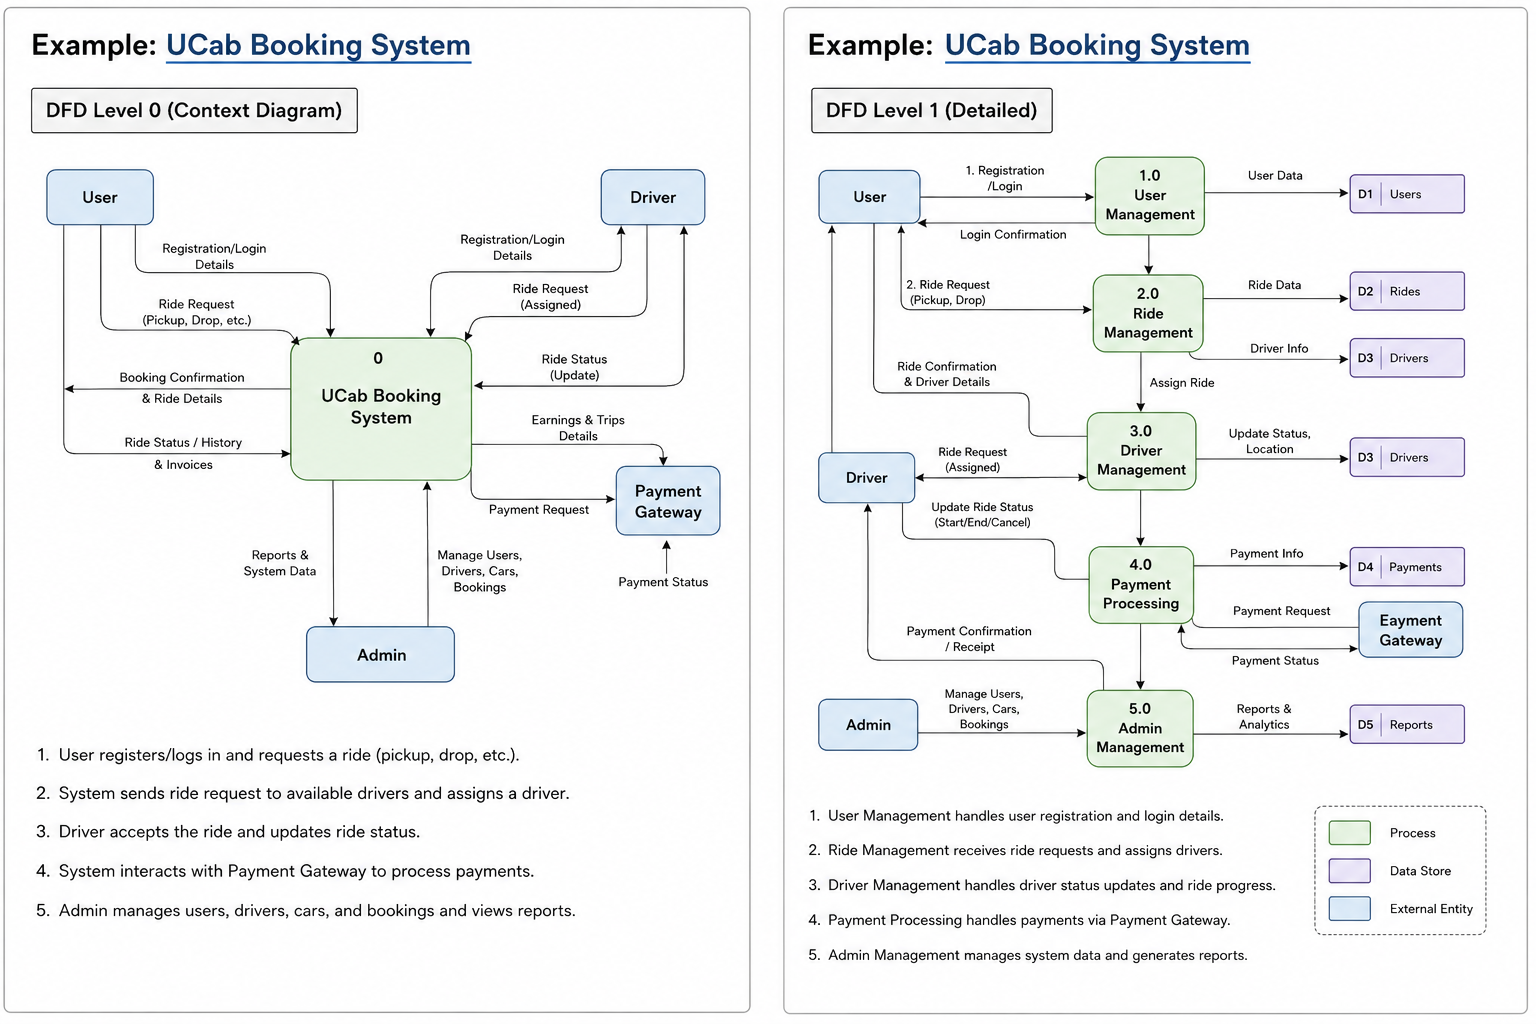 Example: UCab Booking System
DFD Level 0 (Context Diagram)
User
Driver
Registration/Login
Details
Registration/Login
Details
Ride Request
(Pickup, Drop, etc.)
Ride Request
(Assigned)
0
UCab Booking
System
Booking Confirmation
& Ride Details
Ride Status
(Update)
Ride Status / History
& Invoices
Earnings & Trips
Details
Payment
Gateway
Payment Request
Payment Status
Reports &
System Data
Manage Users,
Drivers, Cars,
Bookings
Admin
1. User registers/logs in and requests a ride (pickup, drop, etc.).
2. System sends ride request to available drivers and assigns a driver.
3. Driver accepts the ride and updates ride status.
4. System interacts with Payment Gateway to process payments.
5. Admin manages users, drivers, cars, and bookings and views reports.
Example: UCab Booking System
DFD Level 1 (Detailed)
User
1. Registration
/Login
1.0
User
Management
User Data
D1 Users
Login Confirmation
2. Ride Request
(Pickup, Drop)
2.0
Ride
Management
Ride Data
D2 Rides
Driver Info
D3 Drivers
Ride Confirmation
& Driver Details
Assign Ride
3.0
Driver
Management
Update Status,
Location
D3 Drivers
Driver
Ride Request
(Assigned)
Update Ride Status
(Start/End/Cancel)
4.0
Payment
Processing
Payment Info
D4 Payments
Payment Request
Eayment
Gateway
Payment Status
Payment Confirmation
/ Receipt
Admin
Manage Users,
Drivers, Cars,
Bookings
5.0
Admin
Management
Reports &
Analytics
D5 Reports
1. User Management handles user registration and login details.
2. Ride Management receives ride requests and assigns drivers.
3. Driver Management handles driver status updates and ride progress.
4. Payment Processing handles payments via Payment Gateway.
5. Admin Management manages system data and generates reports.
Process
Data Store
External Entity